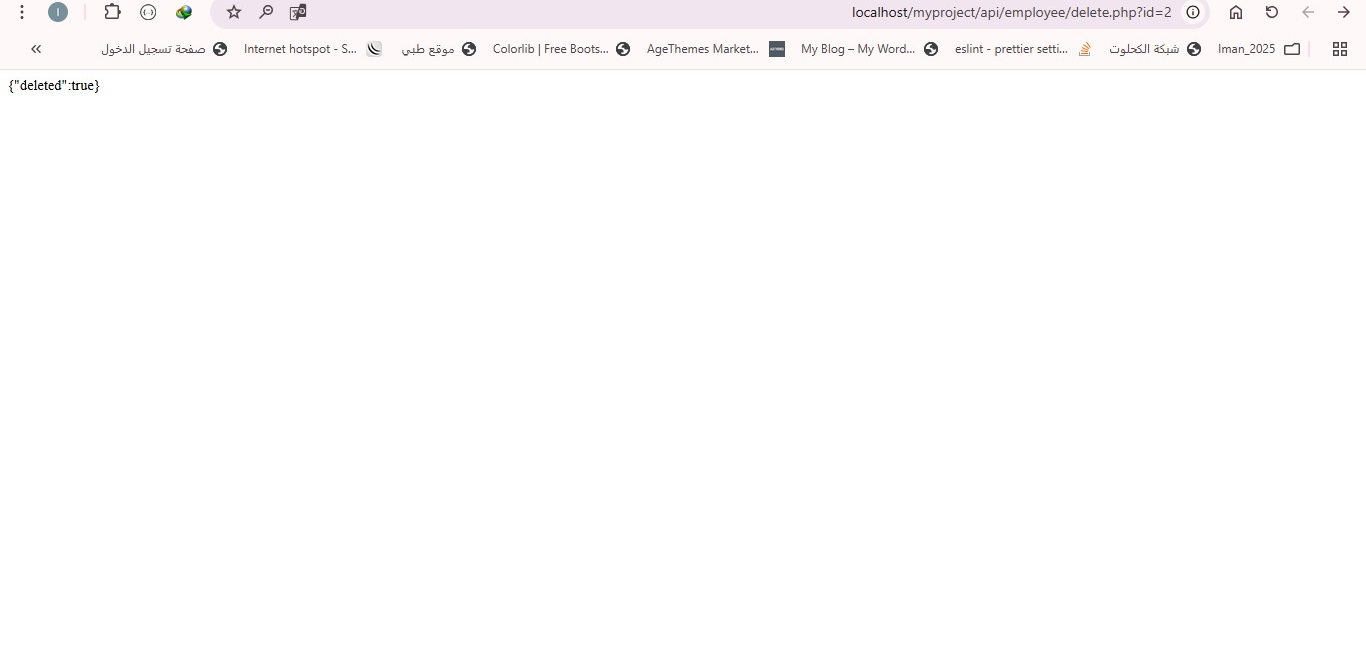 localhost/myproject/api/employee/delete.php?id=2
Iman_2025 شبكة الكحلوت eslint - prettier setti... My Blog – My Word... AgeThemes Market... Colorlib | Free Boots... موقع طبي Internet hotspot - S... صفحة تسجيل الدخول
{"deleted":true}